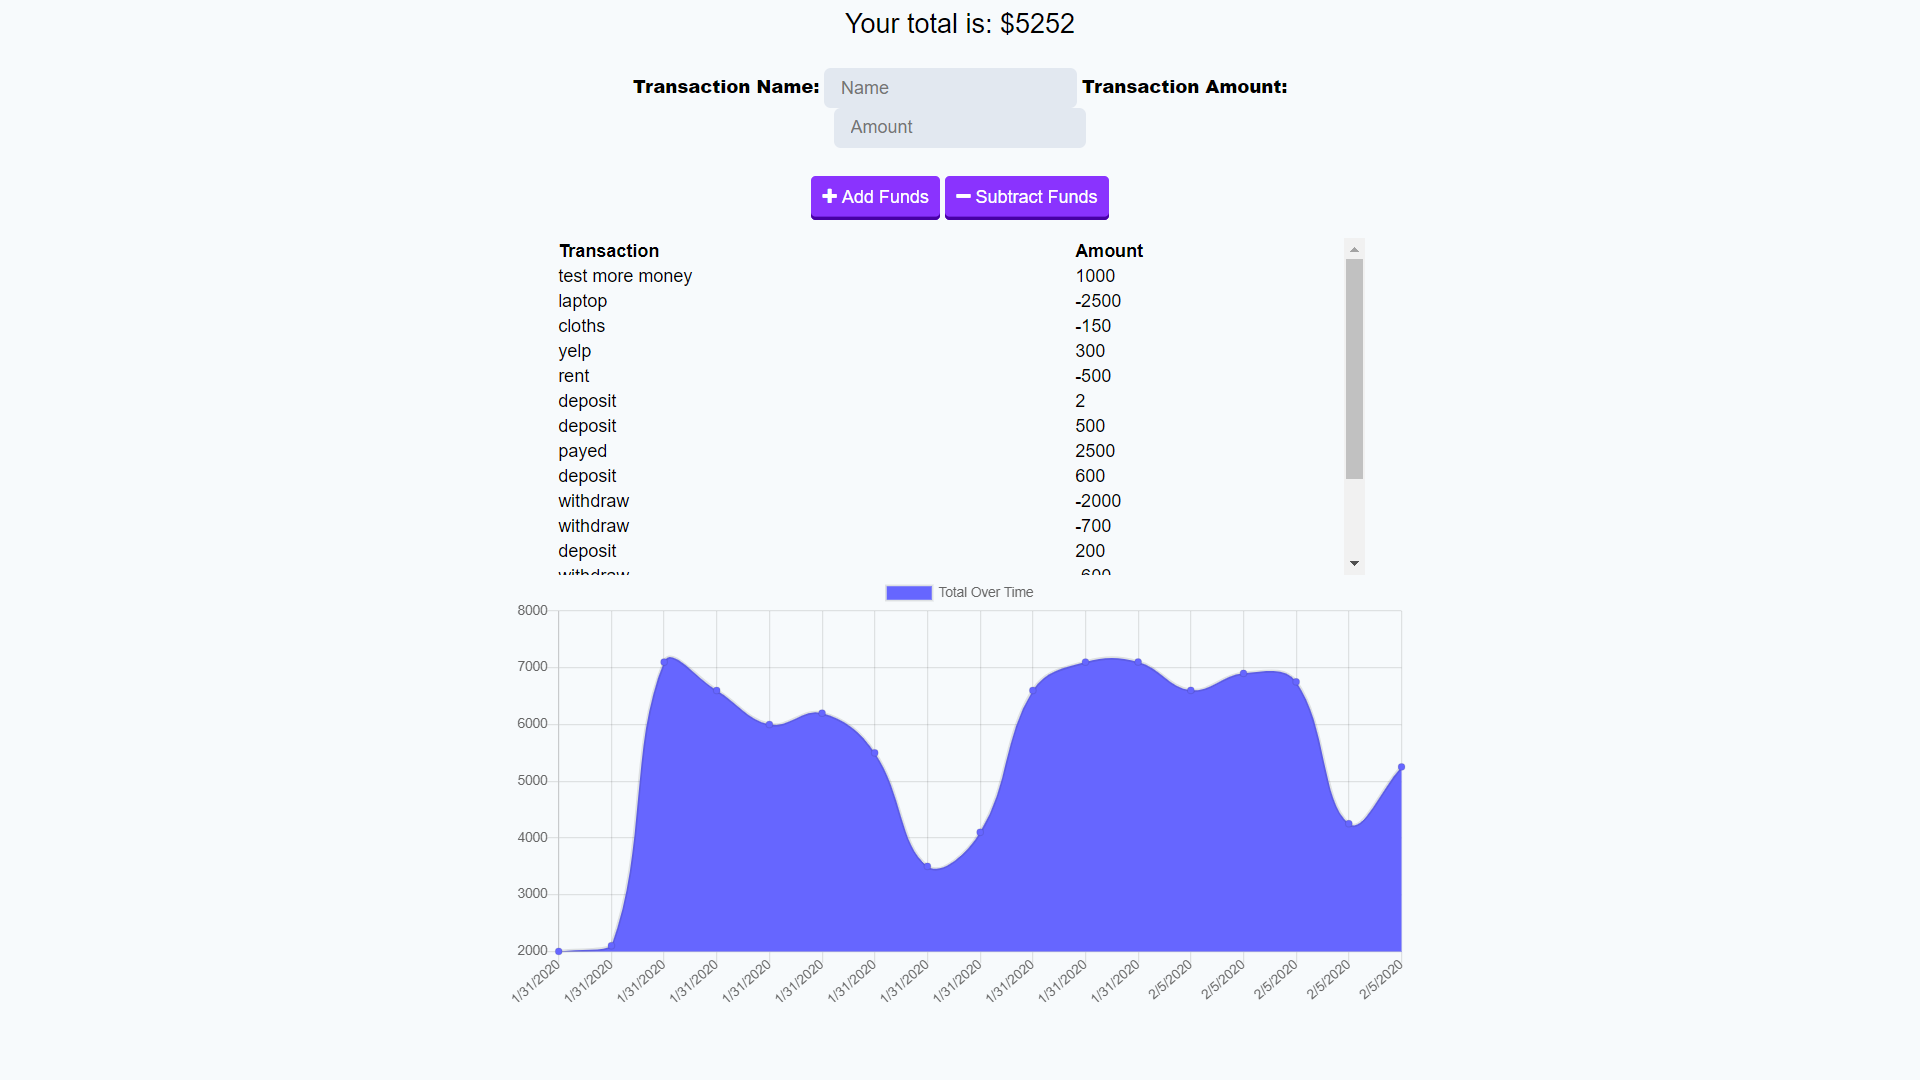 Your total is: $5252
Transaction Name: Name Transaction Amount:
Amount
Add Funds Subtract Funds
Transaction Amount
test more money 1000
laptop -2500
cloths -150
yelp 300
rent -500
deposit 2
deposit 500
payed 2500
deposit 600
withdraw -2000
withdraw -700
deposit 200
withdraw -600
Total Over Time
8000
7000
6000
5000
4000
3000
2000
1/31/2020 1/31/2020 1/31/2020 1/31/2020 1/31/2020 1/31/2020 1/31/2020 1/31/2020 1/31/2020 1/31/2020 1/31/2020 1/31/2020 2/5/2020 2/5/2020 2/5/2020 2/5/2020 2/5/2020